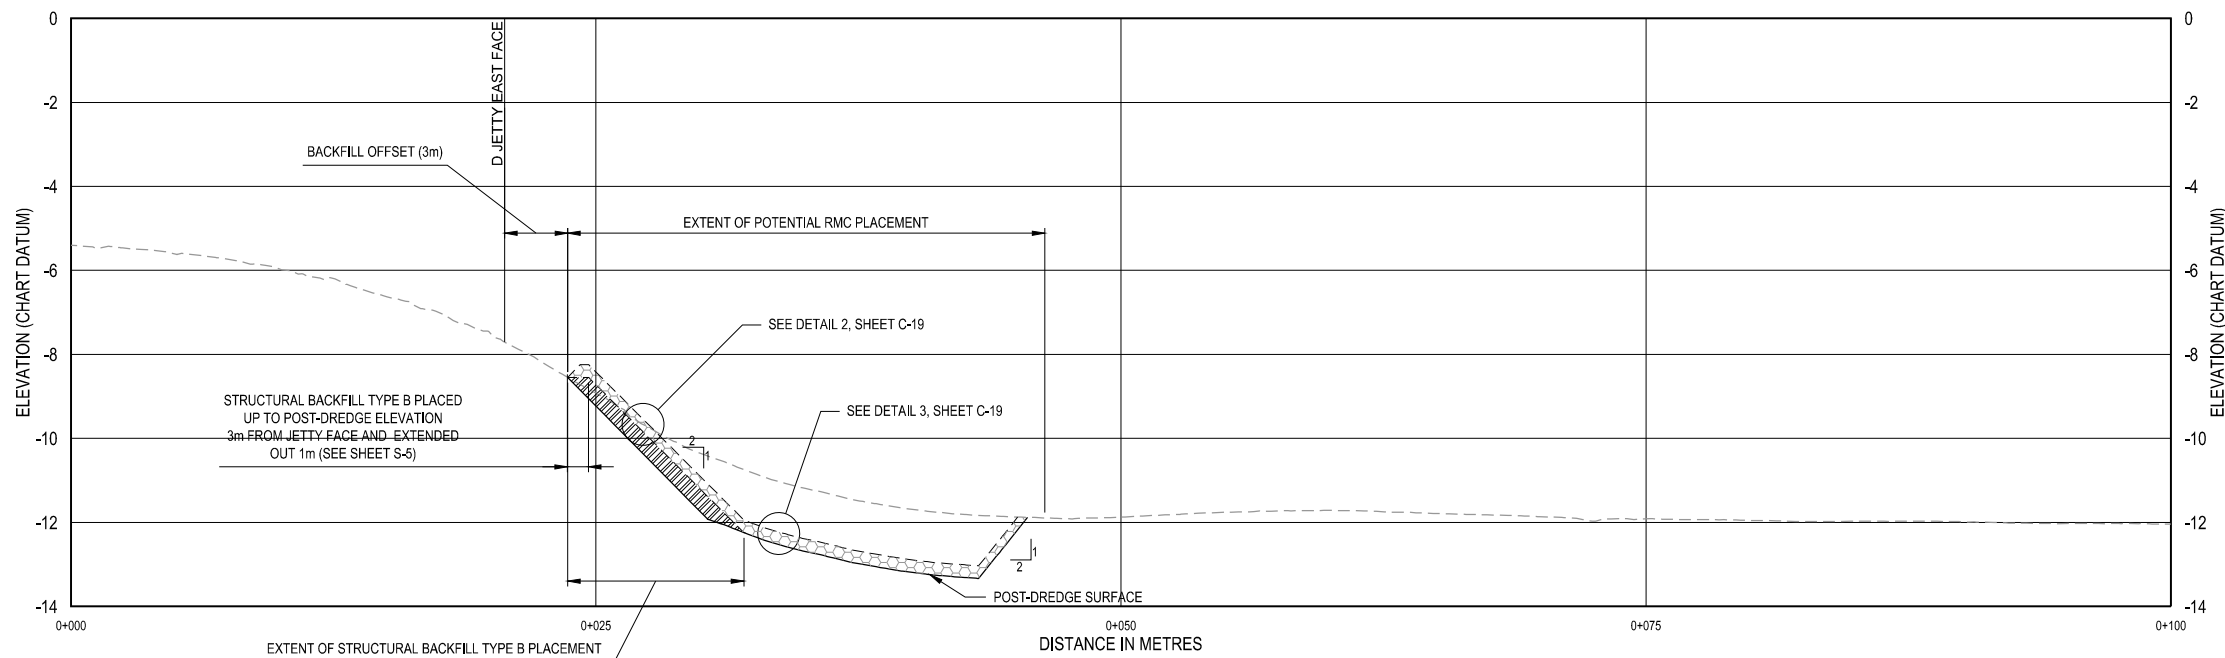 0
0
D JETTY EAST FACE
-2
-2
BACKFILL OFFSET (3m)
-4
-4
EXTENT OF POTENTIAL RMC PLACEMENT
ELEVATION (CHART DATUM)
ELEVATION (CHART DATUM)
-6
-6
SEE DETAIL 2, SHEET C-19
-8
-8
STRUCTURAL BACKFILL TYPE B PLACED
UP TO POST-DREDGE ELEVATION
3m FROM JETTY FACE AND EXTENDED
OUT 1m (SEE SHEET S-5)
SEE DETAIL 3, SHEET C-19
-10
-10
2
1
-12
-12
1
2
POST-DREDGE SURFACE
-14
-14
0+000
0+025
0+050
0+075
0+100
DISTANCE IN METRES
EXTENT OF STRUCTURAL BACKFILL TYPE B PLACEMENT